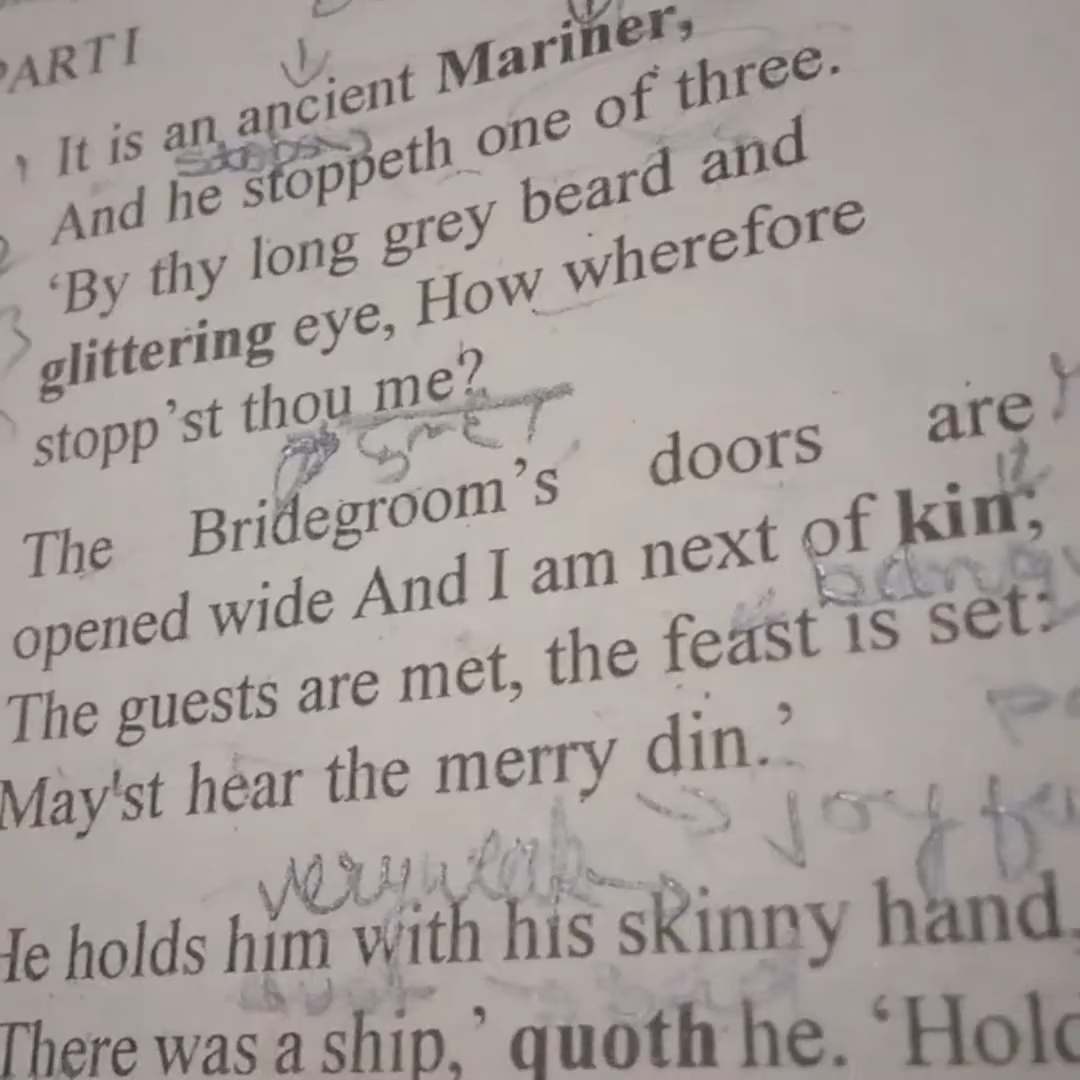 PART I
It is an ancient Mariner,
And he stoppeth one of three.
‘By thy long grey beard and
glittering eye, How wherefore
stopp’st thou me?
The Bridegroom’s doors are
opened wide And I am next of kin;
The guests are met, the feast is set:
May'st hear the merry din.’
joy
very weak
He holds him with his skinny hand,
There was a ship,’ quoth he. ‘Hold